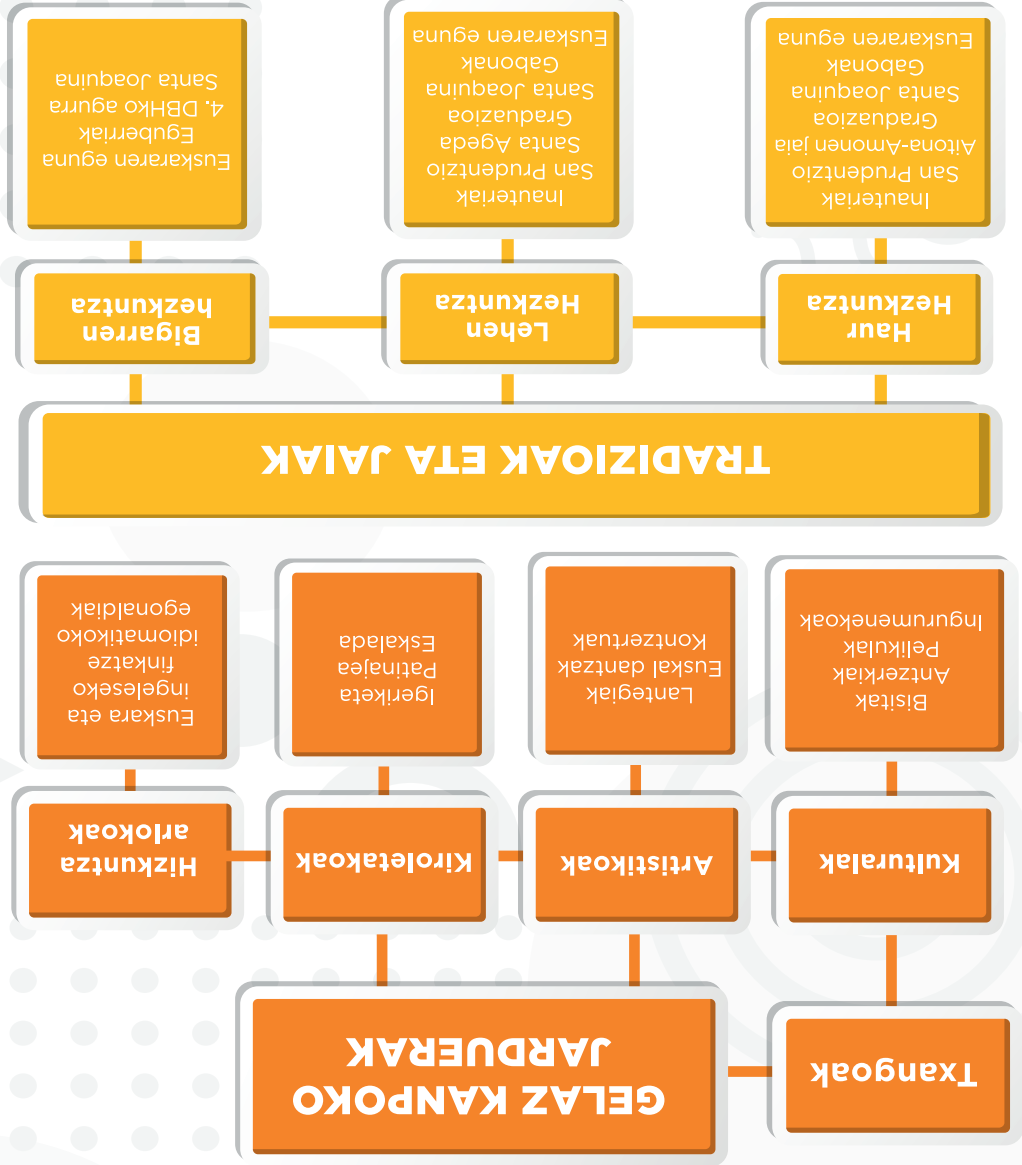 Txangoak
GELAZ KANPOKO
JARDUERAK
Kulturalak
Artistikoak
Kiroletakoak
Hizkuntza
arlokoak
Bisitak
Antzerkiak
Pelikulak
Ingurumenekoak
Lantegiak
Euskal dantzak
Kontzertuak
Igeriketa
Patinajea
Eskalada
Euskara eta
ingeleseko
finkatze
idiomatikoko
egonaldiak
TRADIZIOAK ETA JAIAK
Haur
Hezkuntza
Lehen
Hezkuntza
Bigarren
hezkuntza
Inauteriak
San Prudentzio
Aitona-Amonen jaia
Graduazioa
Santa Joaquina
Gabonak
Euskararen eguna
Inauteriak
San Prudentzio
Santa Ageda
Graduazioa
Santa Joaquina
Gabonak
Euskararen eguna
Euskararen eguna
Eguberriak
4. DBHko agurra
Santa Joaquina